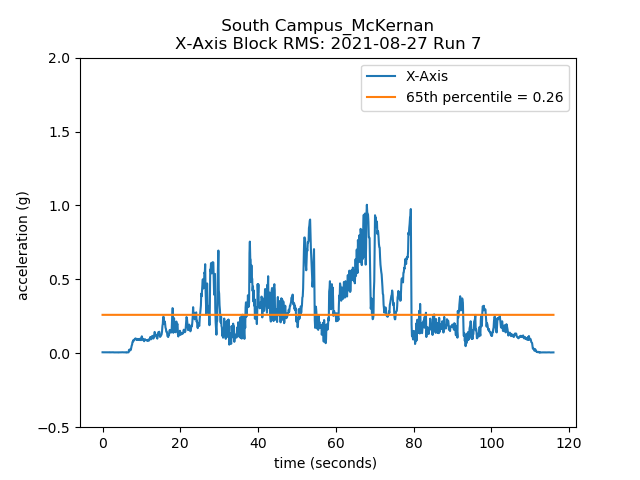 South Campus_McKernan
X-Axis Block RMS: 2021-08-27 Run 7
2.0
1.5
1.0
0.5
0.0
−0.5
acceleration (g)
X-Axis
65th percentile = 0.26
0 20 40 60 80 100 120
time (seconds)